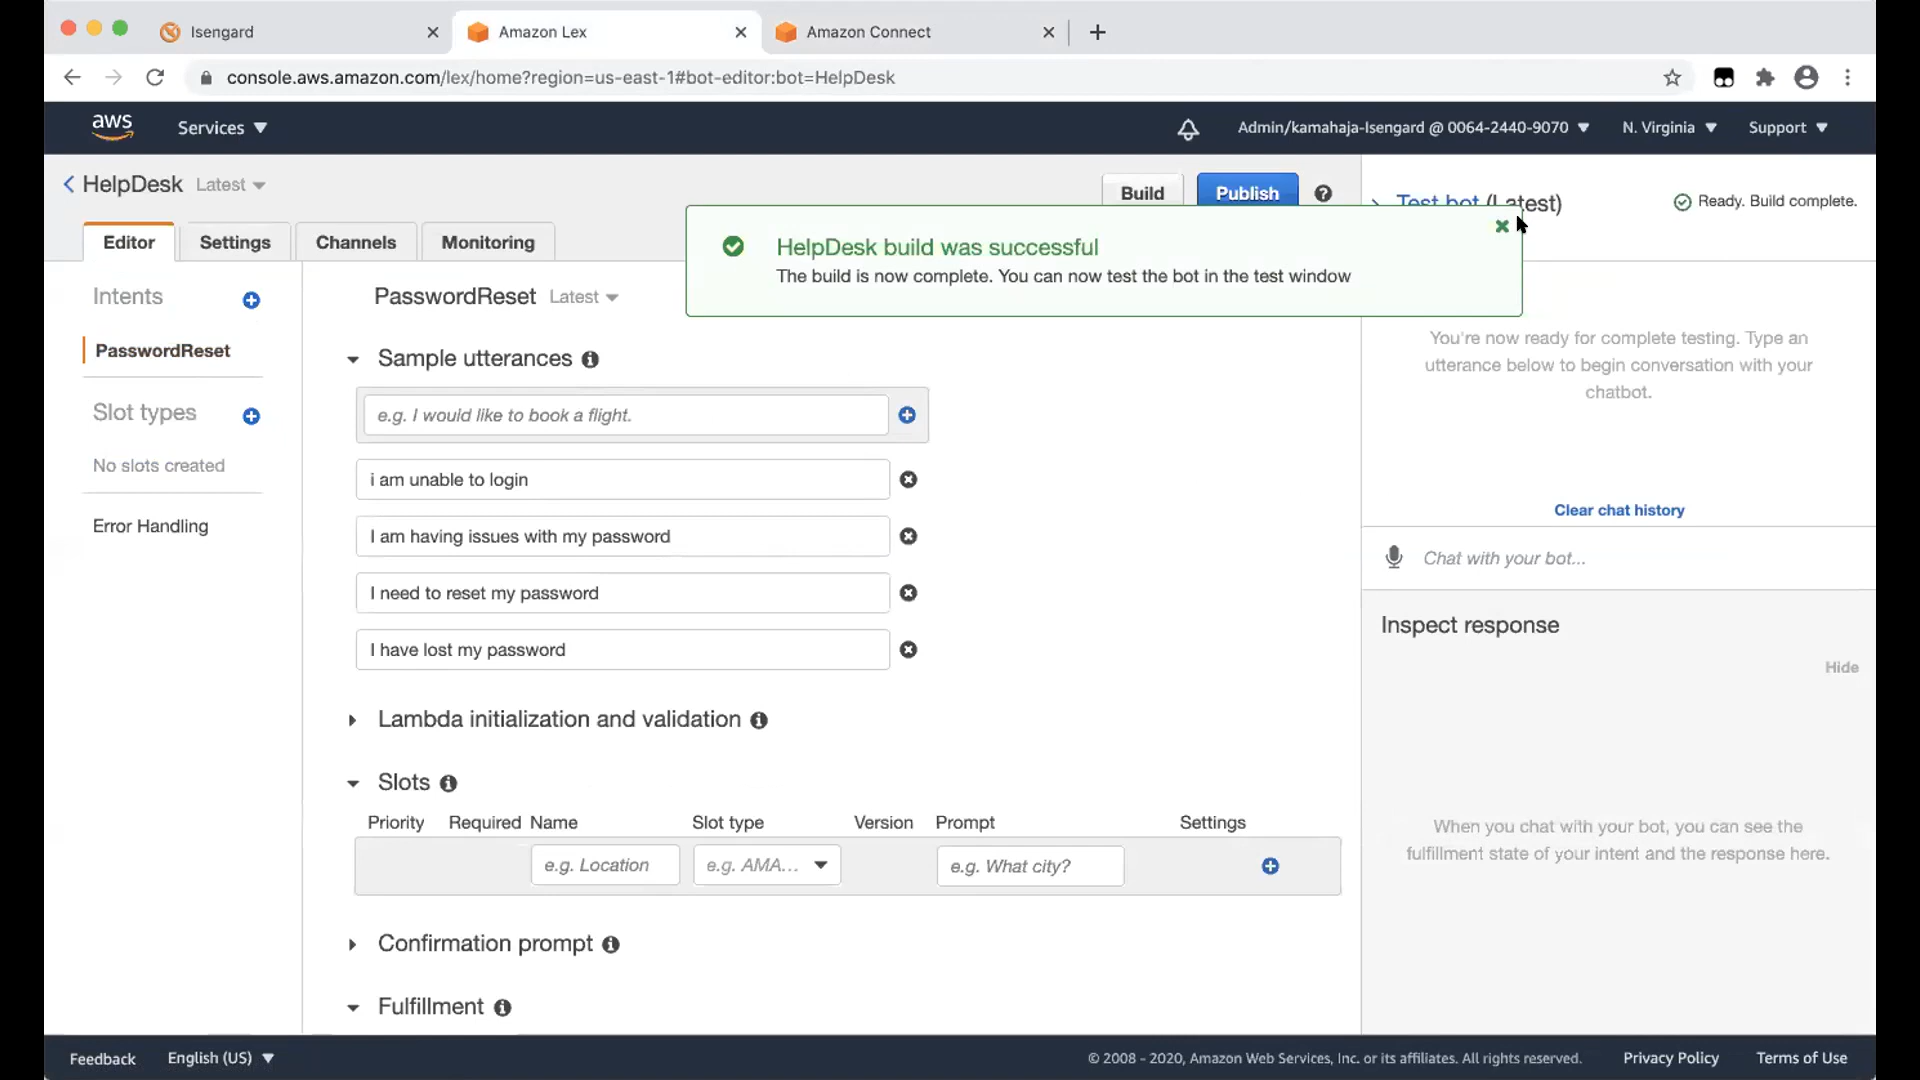 Isengard
Amazon Lex
Amazon Connect
console.aws.amazon.com/lex/home?region=us-east-1#bot-editor:bot=HelpDesk
aws
Services
Admin/kamahaja-Isengard @ 0064-2440-9070
N. Virginia
Support
HelpDesk Latest
Build
Publish
Test bot (Latest)
Ready. Build complete.
Editor
Settings
Channels
Monitoring
HelpDesk build was successful
The build is now complete. You can now test the bot in the test window
Intents
PasswordReset
Slot types
No slots created
Error Handling
PasswordReset Latest
Sample utterances
e.g. I would like to book a flight.
i am unable to login
I am having issues with my password
I need to reset my password
I have lost my password
Lambda initialization and validation
Slots
Priority Required Name Slot type Version Prompt Settings
e.g. Location e.g. AMA... e.g. What city?
Confirmation prompt
Fulfillment
You're now ready for complete testing. Type an
utterance below to begin conversation with your
chatbot.
Clear chat history
Chat with your bot...
Inspect response
Hide
When you chat with your bot, you can see the
fulfillment state of your intent and the response here.
Feedback
English (US)
© 2008 - 2020, Amazon Web Services, Inc. or its affiliates. All rights reserved.
Privacy Policy
Terms of Use